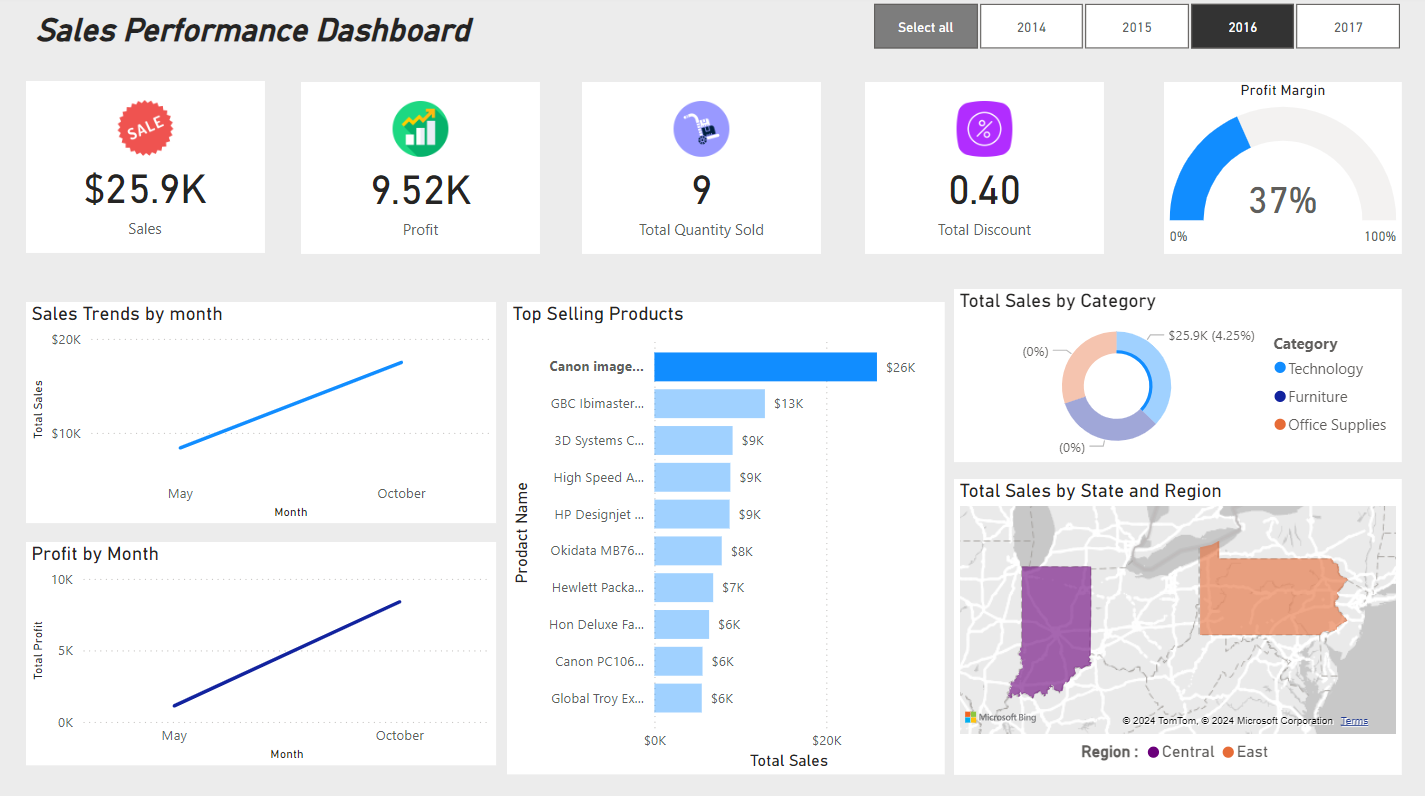 Sales Performance Dashboard
Select all
2014
2015
2016
2017
SALE
$25.9K
Sales
9.52K
Profit
9
Total Quantity Sold
%
0.40
Total Discount
Profit Margin
37%
0%
100%
Sales Trends by month
Total Sales
$20K
$10K
May
October
Month
Profit by Month
Total Profit
10K
5K
0K
May
October
Month
Top Selling Products
Product Name
Canon image... $26K
GBC Ibimaster... $13K
3D Systems C... $9K
High Speed A... $9K
HP Designjet ... $9K
Okidata MB76... $8K
Hewlett Packa... $7K
Hon Deluxe Fa... $6K
Canon PC106... $6K
Global Troy Ex... $6K
$0K
$20K
Total Sales
Total Sales by Category
$25.9K (4.25%)
(0%)
(0%)
Category
Technology
Furniture
Office Supplies
Total Sales by State and Region
Microsoft Bing
© 2024 TomTom, © 2024 Microsoft Corporation Terms
Region : Central East